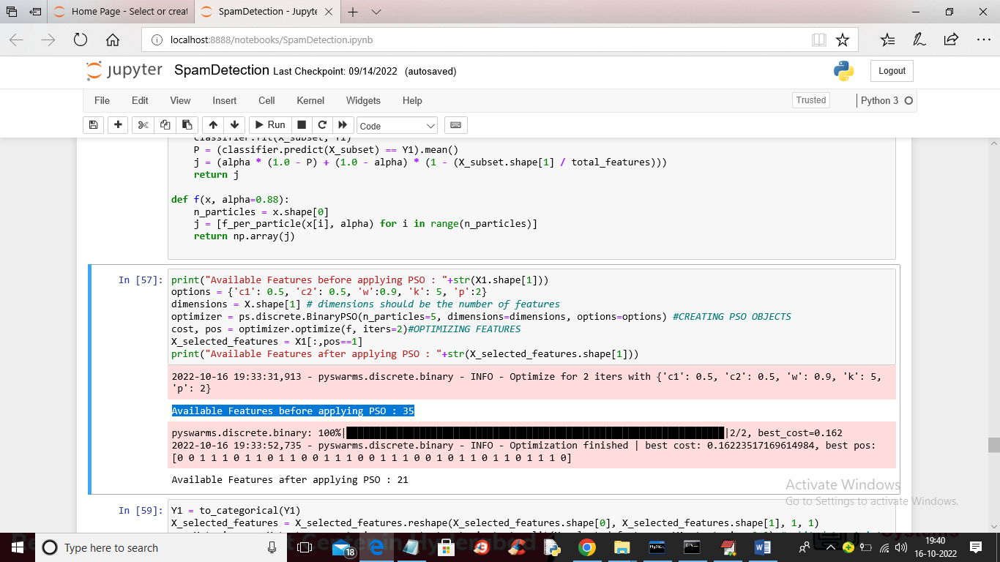 Home Page - Select or creat
SpamDetection - Jupyte
localhost:8888/notebooks/SpamDetection.ipynb
jupyter SpamDetection Last Checkpoint: 09/14/2022 (autosaved)
Logout
File Edit View Insert Cell Kernel Widgets Help
Trusted
Python 3
Run
Code
classifier.fit(X_subset, Y1)
P = (classifier.predict(X_subset) == Y1).mean()
j = (alpha * (1.0 - P) + (1.0 - alpha) * (1 - (X_subset.shape[1] / total_features)))
return j
def f(x, alpha=0.88):
n_particles = x.shape[0]
j = [f_per_particle(x[i], alpha) for i in range(n_particles)]
return np.array(j)
In [57]:
print("Available Features before applying PSO : "+str(X1.shape[1]))
options = {'c1': 0.5, 'c2': 0.5, 'w':0.9, 'k': 5, 'p':2}
dimensions = X.shape[1] # dimensions should be the number of features
optimizer = ps.discrete.BinaryPSO(n_particles=5, dimensions=dimensions, options=options) #CREATING PSO OBJECTS
cost, pos = optimizer.optimize(f, iters=2)#OPTIMIZING FEATURES
X_selected_features = X1[:,pos==1]
print("Available Features after applying PSO : "+str(X_selected_features.shape[1]))
2022-10-16 19:33:31,913 - pyswarms.discrete.binary - INFO - Optimize for 2 iters with {'c1': 0.5, 'c2': 0.5, 'w': 0.9, 'k': 5,
'p': 2}
Available Features before applying PSO : 35
pyswarms.discrete.binary: 100%| |2/2, best_cost=0.162
2022-10-16 19:33:52,735 - pyswarms.discrete.binary - INFO - Optimization finished | best cost: 0.16223517169614984, best pos:
[0 0 1 1 1 0 1 1 0 1 1 0 0 1 1 1 0 0 1 1 1 0 0 1 0 1 1 0 1 1 0 1 1 1 0]
Available Features after applying PSO : 21
Activate Windows
Go to Settings to activate Windows.
In [59]:
Y1 = to_categorical(Y1)
X_selected_features = X_selected_features.reshape(X_selected_features.shape[0], X_selected_features.shape[1], 1, 1)
Type here to search
18
19:40
16-10-2022